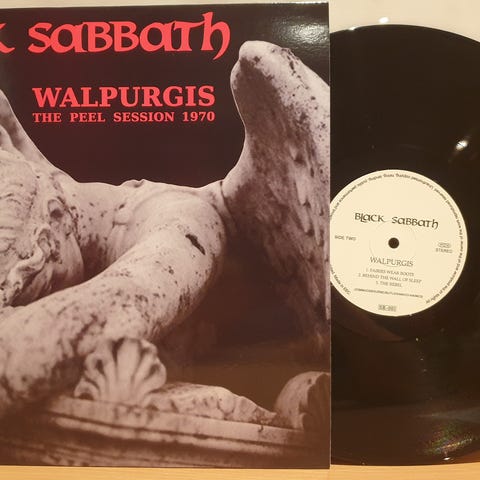 K SABBATH
WALPURGIS
THE PEEL SESSION 1970
BLACK SABBATH
SIDE TWO
STEREO
WALPURGIS
1. FAIRIES WEAR BOOTS
2. BEHIND THE WALL OF SLEEP
3. THE REBEL